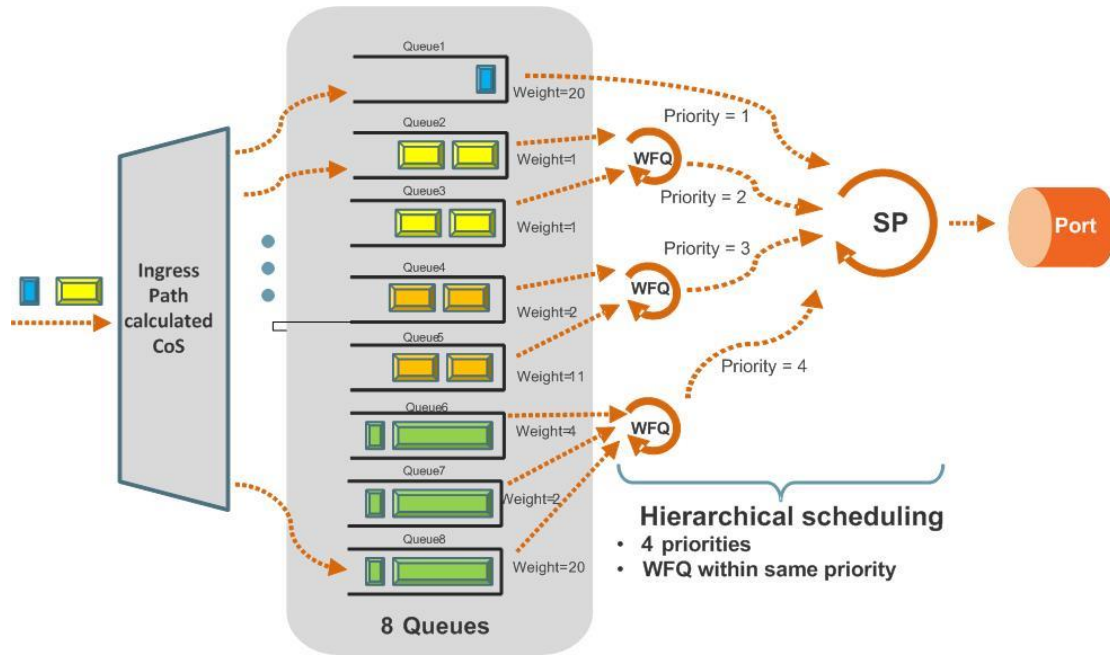 Queue1
Weight=20
Queue2
Weight=1
Queue3
Weight=1
Queue4
Weight=2
Queue5
Weight=11
Queue6
Weight=4
Queue7
Weight=2
Queue8
Weight=20
8 Queues
Ingress
Path
calculated
CoS
WFQ
WFQ
WFQ
Priority = 1
Priority = 2
Priority = 3
Priority = 4
SP
Port
Hierarchical scheduling
• 4 priorities
• WFQ within same priority